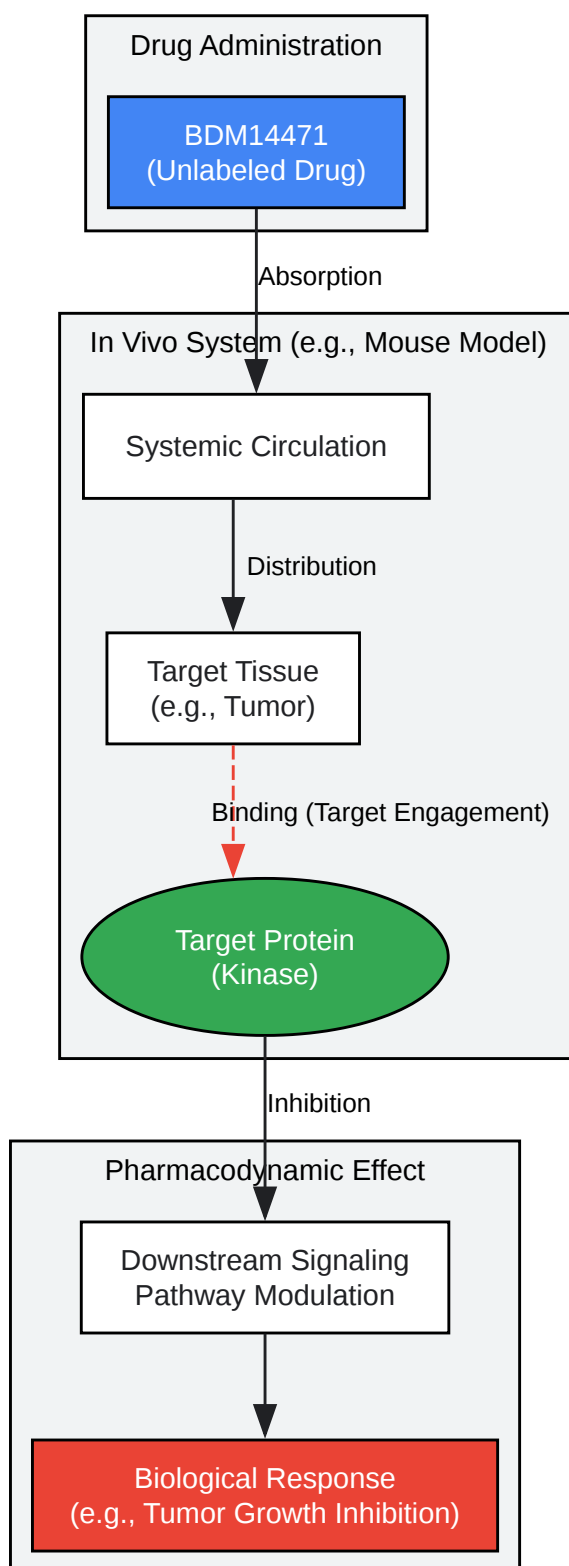 Drug Administration
BDM14471
(Unlabeled Drug)
Absorption
In Vivo System (e.g., Mouse Model)
Systemic Circulation
Distribution
Target Tissue
(e.g., Tumor)
Binding (Target Engagement)
Target Protein
(Kinase)
Inhibition
Pharmacodynamic Effect
Downstream Signaling
Pathway Modulation
Biological Response
(e.g., Tumor Growth Inhibition)